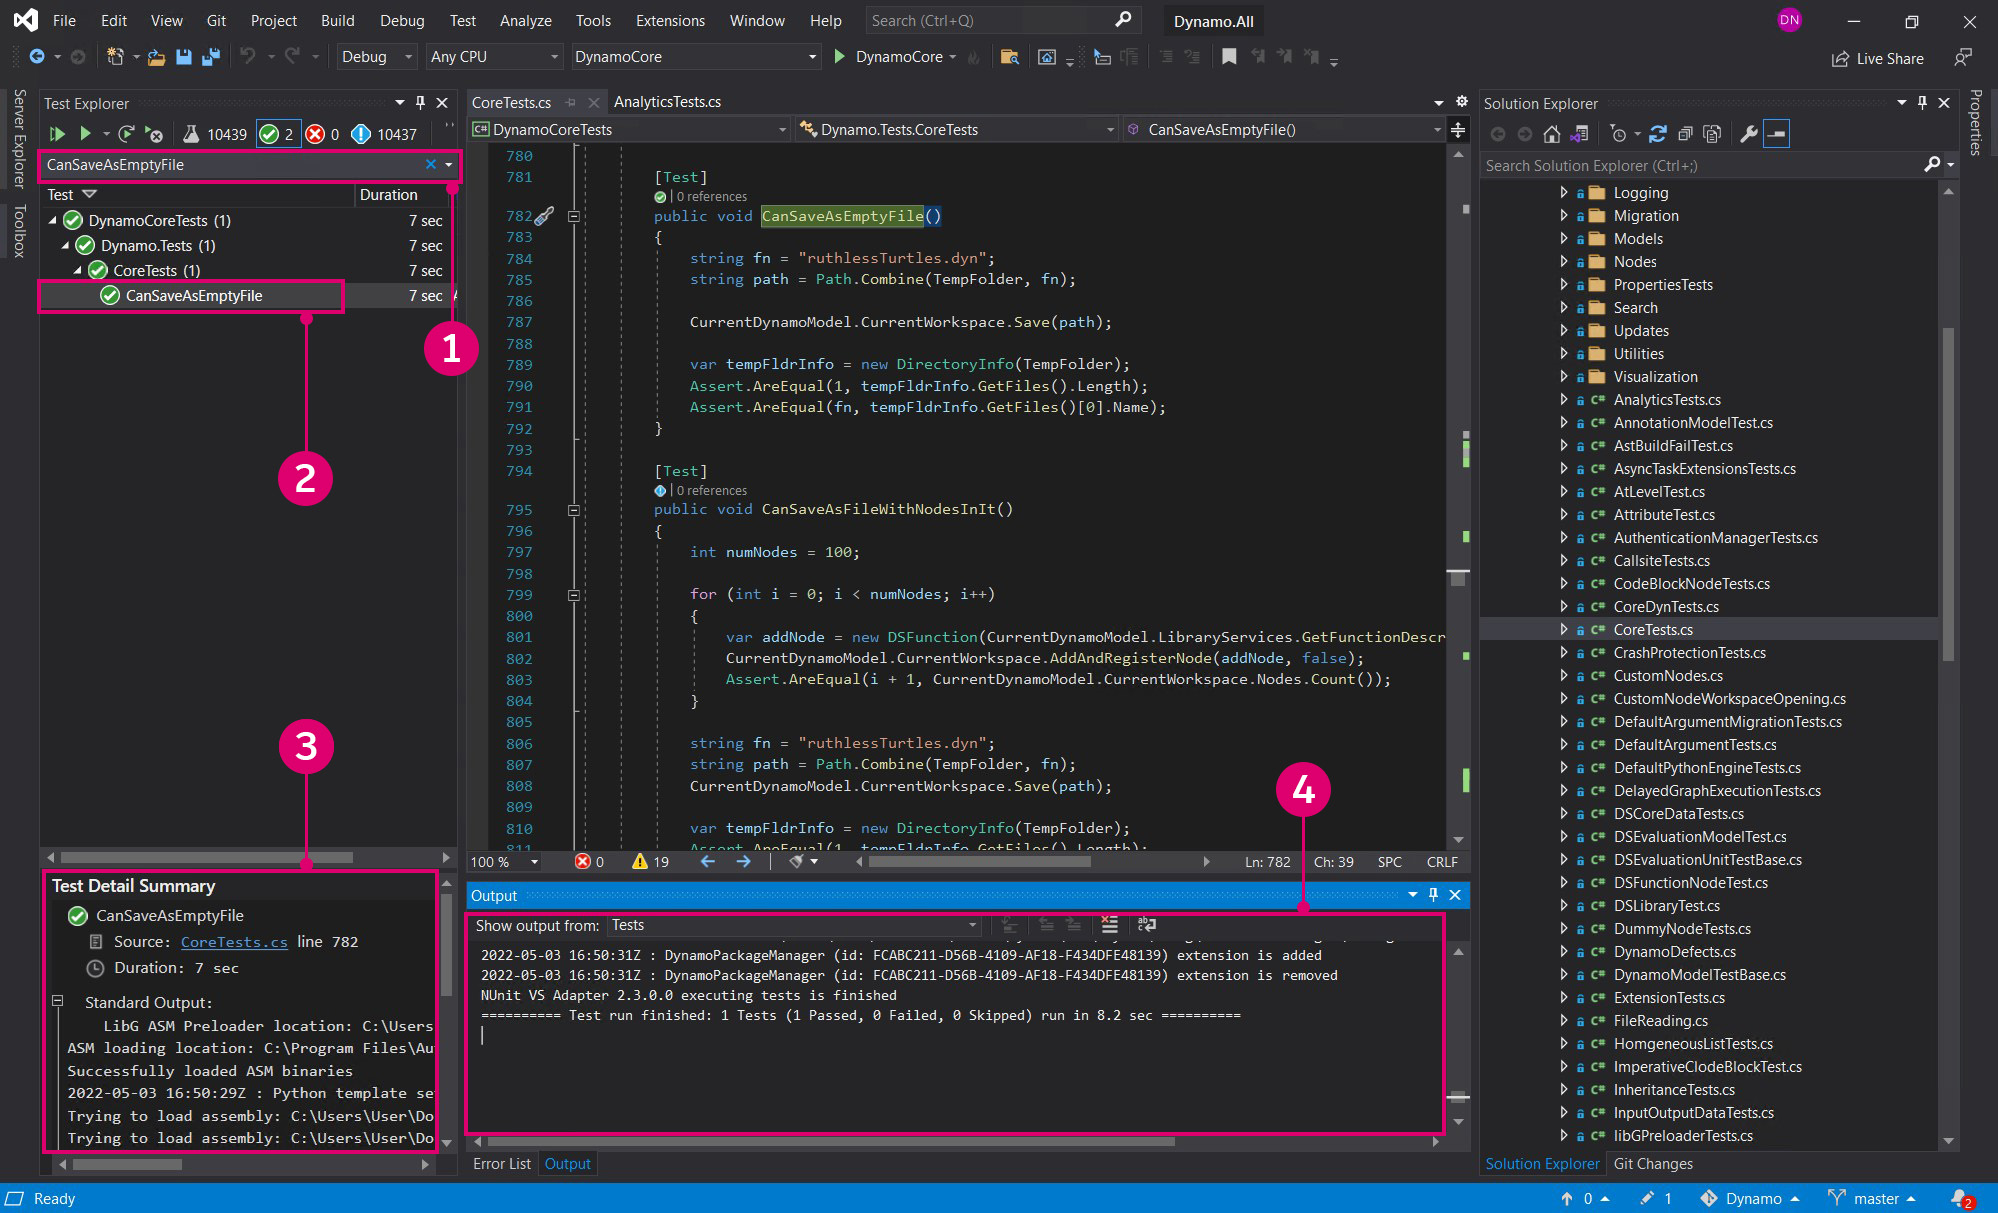 File Edit View Git Project Build Debug Test Analyze Tools Extensions Window Help Search (Ctrl+Q) Dynamo.All DN
Debug Any CPU DynamoCore DynamoCore Live Share
Server Explorer
Toolbox
Test Explorer
10439 2 0 10437
CanSaveAsEmptyFile
Test Duration
DynamoCoreTests (1) 7 sec
Dynamo.Tests (1) 7 sec
CoreTests (1) 7 sec
CanSaveAsEmptyFile 7 sec
1
2
3
Test Detail Summary
CanSaveAsEmptyFile
Source: CoreTests.cs line 782
Duration: 7 sec
Standard Output:
LibG ASM Preloader location: C:\Users
ASM loading location: C:\Program Files\Au
Successfully loaded ASM binaries
2022-05-03 16:50:29Z : Python template se
Trying to load assembly: C:\Users\User\Do
Trying to load assembly: C:\Users\User\Do
CoreTests.cs AnalyticsTests.cs
C# DynamoCoreTests Dynamo.Tests.CoreTests CanSaveAsEmptyFile()
780
781 [Test]
0 references
782 public void CanSaveAsEmptyFile()
783 {
784 string fn = "ruthlessTurtles.dyn";
785 string path = Path.Combine(TempFolder, fn);
786
787 CurrentDynamoModel.CurrentWorkspace.Save(path);
788
789 var tempFldrInfo = new DirectoryInfo(TempFolder);
790 Assert.AreEqual(1, tempFldrInfo.GetFiles().Length);
791 Assert.AreEqual(fn, tempFldrInfo.GetFiles()[0].Name);
792 }
793
794 [Test]
0 references
795 public void CanSaveAsFileWithNodesInIt()
796 {
797 int numNodes = 100;
798
799 for (int i = 0; i < numNodes; i++)
800 {
801 var addNode = new DSFunction(CurrentDynamoModel.LibraryServices.GetFunctionDescr
802 CurrentDynamoModel.CurrentWorkspace.AddAndRegisterNode(addNode, false);
803 Assert.AreEqual(i + 1, CurrentDynamoModel.CurrentWorkspace.Nodes.Count());
804 }
805
806 string fn = "ruthlessTurtles.dyn";
807 string path = Path.Combine(TempFolder, fn);
808 CurrentDynamoModel.CurrentWorkspace.Save(path);
809
810 var tempFldrInfo = new DirectoryInfo(TempFolder);
811 Assert.AreEqual(1, tempFldrInfo.GetFiles().Length);
100 % 0 19 Ln: 782 Ch: 39 SPC CRLF
4
Output
Show output from: Tests
2022-05-03 16:50:31Z : DynamoPackageManager (id: FCABC211-D56B-4109-AF18-F434DFE48139) extension is added
2022-05-03 16:50:31Z : DynamoPackageManager (id: FCABC211-D56B-4109-AF18-F434DFE48139) extension is removed
NUnit VS Adapter 2.3.0.0 executing tests is finished
========== Test run finished: 1 Tests (1 Passed, 0 Failed, 0 Skipped) run in 8.2 sec ==========
Error List Output
Solution Explorer
Search Solution Explorer (Ctrl+;)
Logging
Migration
Models
Nodes
PropertiesTests
Search
Updates
Utilities
Visualization
C# AnalyticsTests.cs
C# AnnotationModelTest.cs
C# AstBuildFailTest.cs
C# AsyncTaskExtensionsTests.cs
C# AtLevelTest.cs
C# AttributeTest.cs
C# AuthenticationManagerTests.cs
C# CallsiteTests.cs
C# CodeBlockNodeTests.cs
C# CoreDynTests.cs
C# CoreTests.cs
C# CrashProtectionTests.cs
C# CustomNodes.cs
C# CustomNodeWorkspaceOpening.cs
C# DefaultArgumentMigrationTests.cs
C# DefaultArgumentTests.cs
C# DefaultPythonEngineTests.cs
C# DelayedGraphExecutionTests.cs
C# DSCoreDataTests.cs
C# DSEvaluationModelTest.cs
C# DSEvaluationUnitTestBase.cs
C# DSFunctionNodeTest.cs
C# DSLibraryTest.cs
C# DummyNodeTests.cs
C# DynamoDefects.cs
C# DynamoModelTestBase.cs
C# ExtensionTests.cs
C# FileReading.cs
C# HomgeneousListTests.cs
C# ImperativeClodeBlockTest.cs
C# InheritanceTests.cs
C# InputOutputDataTests.cs
C# libGPreloaderTests.cs
Solution Explorer Git Changes
Properties
Ready 0 1 Dynamo master 2